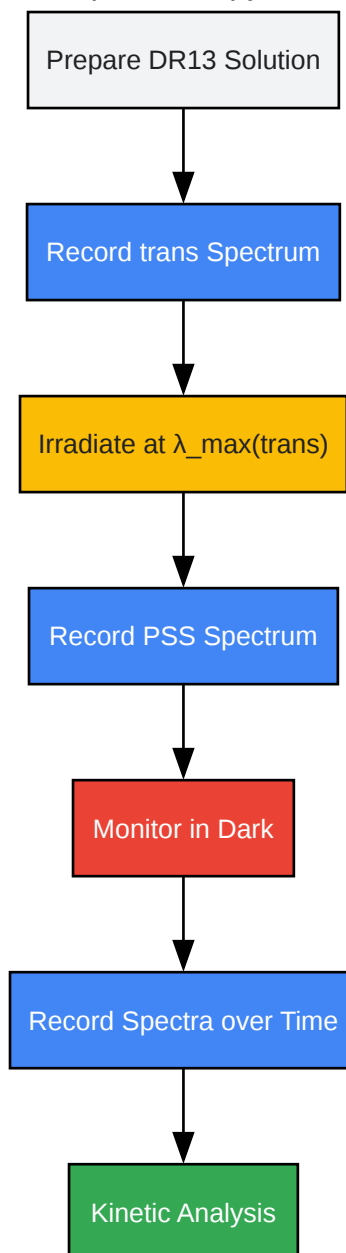 Prepare DR13 Solution
Record trans Spectrum
Irradiate at λ_max(trans)
Record PSS Spectrum
Monitor in Dark
Record Spectra over Time
Kinetic Analysis